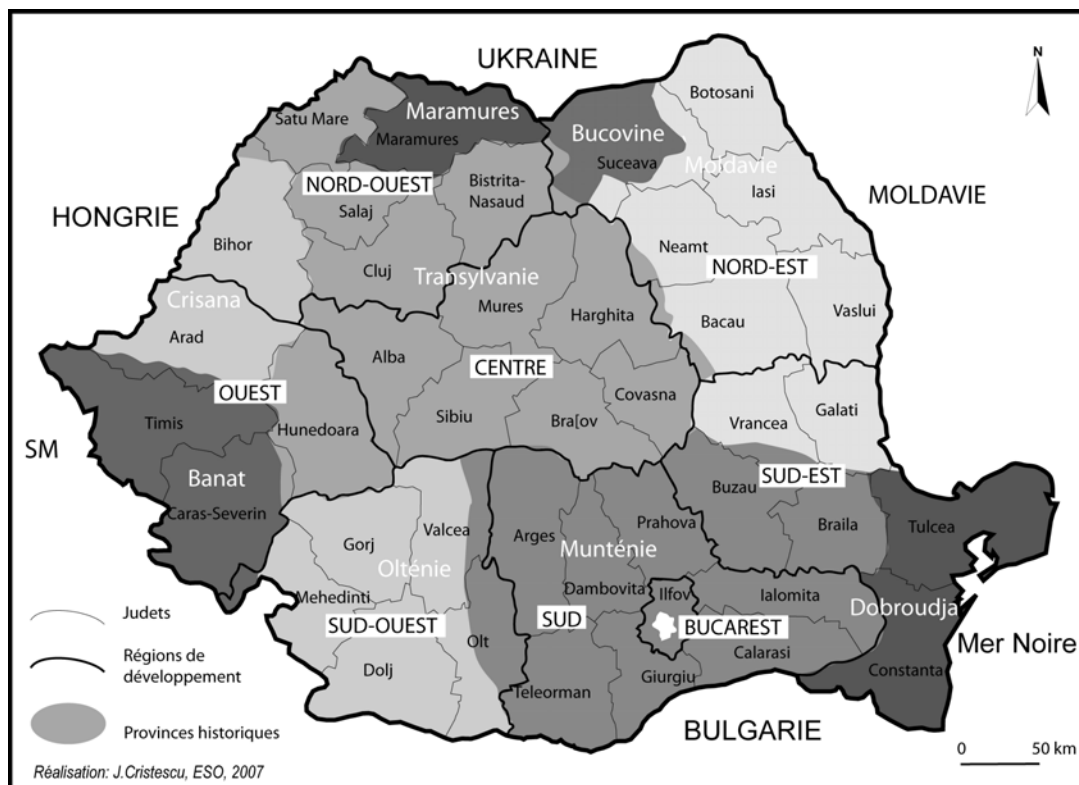 UKRAINE
N
Botosani
Satu Mare
Maramures
Maramures
Bucovine
Suceava
Moldavie
MOLDAVIE
Iasi
NORD-OUEST
Bistrita-
Nasaud
Salaj
HONGRIE
Bihor
Neamt
NORD-EST
Cluj
Transylvanie
Crisana
Mures
Harghita
Bacau
Vaslui
Arad
Alba
CENTRE
OUEST
Covasna
Timis
Hunedoara
Sibiu
Bra[ov
Vrancea
Galati
SM
Banat
SUD-EST
Buzau
Caras-Severin
Valcea
Arges
Prahova
Braila
Tulcea
Gorj
Olténie
Munténie
Mehedinti
Dambovita
Ilfov
Ialomita
Dobroudja
Judets
SUD-OUEST
Olt
SUD
BUCAREST
Mer Noire
Calarasi
Régions de
développement
Dolj
Teleorman
Giurgiu
Constanta
BULGARIE
Provinces historiques
0 50 km
Réalisation: J.Cristescu, ESO, 2007